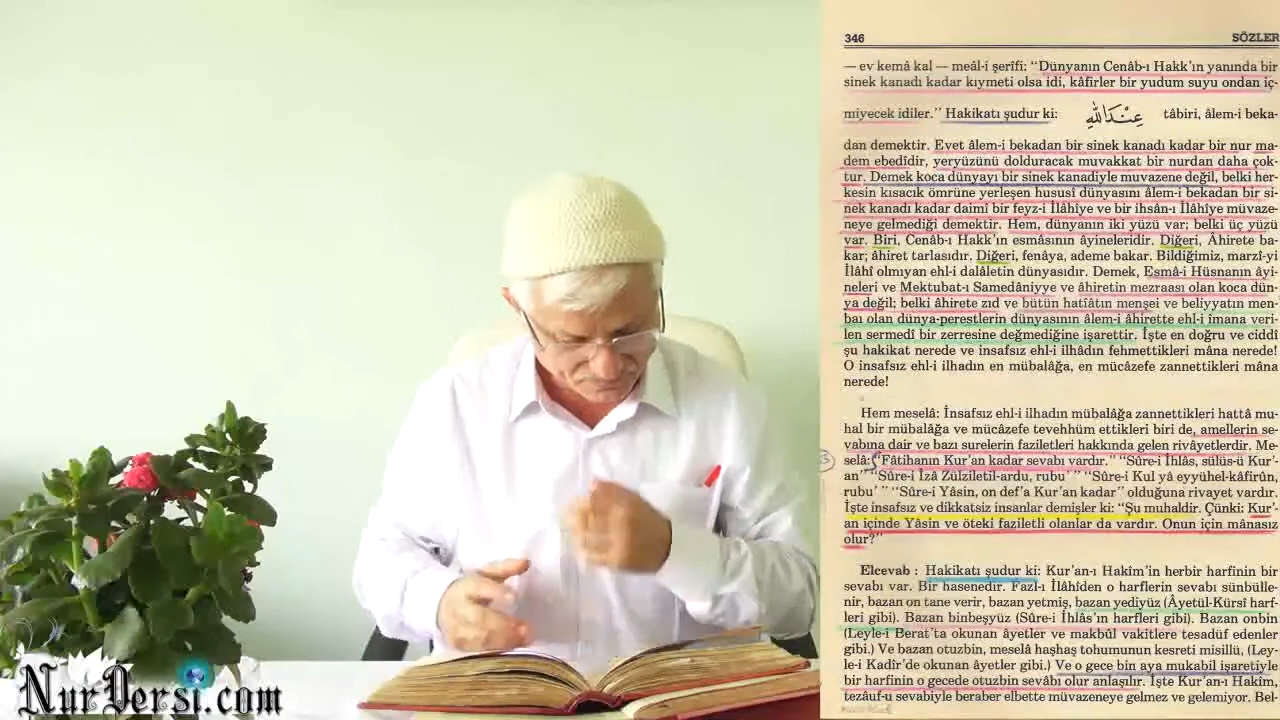 346 SÖZLER
— ev kemâ kal — meâl-i şerifi: “Dünyanın Cenâb-ı Hakk'ın yanında bir
sinek kanadı kadar kıymeti olsa idi, kâfirler bir yudum suyu ondan iç-
miyecek idiler.” Hakikatı şudur ki: عِنْدَ اللّٰهِ tâbiri, âlem-i beka-
dan demektir. Evet âlem-i bekadan bir sinek kanadı kadar bir nur ma-
dem ebedîdir, yeryüzünü dolduracak muvakkat bir nurdan daha çok-
tur. Demek koca dünyayı bir sinek kanadiyle muvazene değil, belki her-
kesin kısacık ömrüne yerleşen hususî dünyasını âlem-i bekadan bir si-
nek kanadı kadar daimî bir feyz-i İlâhîye ve bir ihsân-ı İlâhîye müvaze-
neye gelmediği demektir. Hem, dünyanın iki yüzü var; belki üç yüzü
var. Biri, Cenâb-ı Hakk'ın esmâsının âyineleridir. Diğeri, Âhirete ba-
kar; âhiret tarlasıdır. Diğeri, fenâya, ademe bakar. Bildiğimiz, marzî-yi
İlâhî olmıyan ehl-i dalâletin dünyasıdır. Demek, Esmâ-i Hüsnanın âyi-
neleri ve Mektubat-ı Samedâniyye ve âhiretin mezraası olan koca dün-
ya değil; belki âhirete zıd ve bütün hatîâtın menşei ve beliyyatın men-
baı olan dünya-perestlerin dünyasının âlem-i âhirette ehl-i îmana veri-
len sermedî bir zerresine değmediğine işarettir. İşte en doğru ve ciddî
şu hakikat nerede ve insafsız ehl-i ilhâdın fehmettikleri mâna nerede!
O insafsız ehl-i ilhadın en mübalâğa, en mücâzefe zannettikleri mâna
nerede!
Hem meselâ: İnsafsız ehl-i ilhadın mübalâğa zannettikleri hattâ mu-
hal bir mübalâğa ve mücâzefe tevehhüm ettikleri biri de, amellerin se-
vabına dair ve bazı surelerin faziletleri hakkında gelen rivâyetlerdir. Me-
selâ: “Fâtihanın Kur'an kadar sevabı vardır.” “Sûre-i İhlâs, sülüs-ü Kur'-
an” “Sûre-i İzâ Zülziletil-ardu, rubu'” “Sûre-i Kul yâ eyyühel-kâfirûn,
rubu'” “Sûre-i Yâsin, on def'a Kur'an kadar” olduğuna rivayet vardır.
İşte insafsız ve dikkatsiz insanlar demişler ki: “Şu muhaldir. Çünki: Kur'-
an içinde Yâsin ve öteki faziletli olanlar da vardır. Onun için mânasız
olur?”
Elcevab : Hakikatı şudur ki: Kur'an-ı Hakîm'in herbir harfinin bir
sevabı var. Bir hasenedir. Fazl-ı İlâhîden o harflerin sevabı sünbülle-
nir, bazan on tane verir, bazan yetmiş, bazan yediyüz (Âyetül-Kürsî harf-
leri gibi). Bazan binbeşyüz (Sûre-i İhlâs'ın harfleri gibi). Bazan onbin
(Leyle-i Berat'ta okunan âyetler ve makbûl vakitlere tesadüf edenler
gibi.) Ve bazan otuzbin, meselâ haşhaş tohumunun kesreti misillü, (Ley-
le-i Kadîr'de okunan âyetler gibi.) Ve o gece bin aya mukabil işaretiyle
bir harfinin o gecede otuzbin sevâbı olur anlaşılır. İşte Kur'an-ı Hakîm,
tezâuf-u sevabiyle beraber elbette müvazeneye gelmez ve gelemiyor. Bel-
NurDersi.com